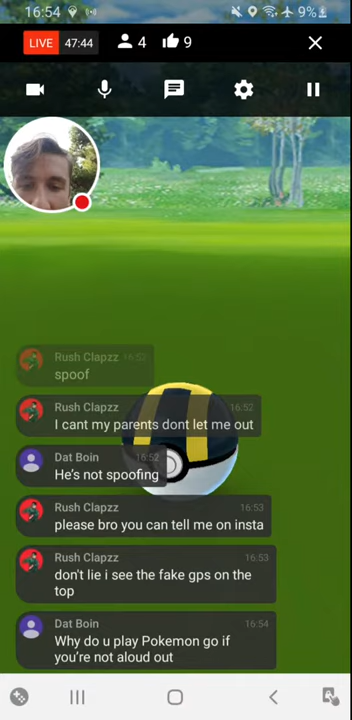 16:54
9%
LIVE 47:44 4 9
Rush Clapzz 16:52
spoof
Rush Clapzz 16:52
I cant my parents dont let me out
Dat Boin 16:52
He's not spoofing
Rush Clapzz 16:53
please bro you can tell me on insta
Rush Clapzz 16:53
don't lie i see the fake gps on the
top
Dat Boin 16:54
Why do u play Pokemon go if
you're not aloud out